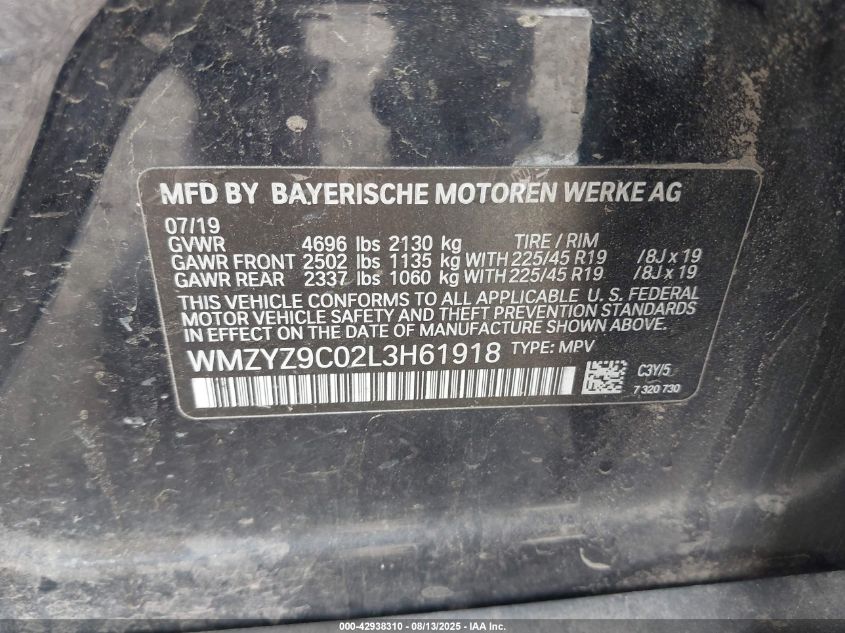 MFD BY BAYERISCHE MOTOREN WERKE AG
07/19
GVWR 4696 lbs 2130 kg TIRE / RIM
GAWR FRONT 2502 lbs 1135 kg WITH 225/45 R19 /8J x 19
GAWR REAR 2337 lbs 1060 kg WITH 225/45 R19 /8J x 19
THIS VEHICLE CONFORMS TO ALL APPLICABLE U. S. FEDERAL
MOTOR VEHICLE SAFETY AND THEFT PREVENTION STANDARDS
IN EFFECT ON THE DATE OF MANUFACTURE SHOWN ABOVE.
WMZYZ9C02L3H61918 TYPE: MPV
C3Y/5
7 320 730
000-42938310 - 08/13/2025 - IAA Inc.